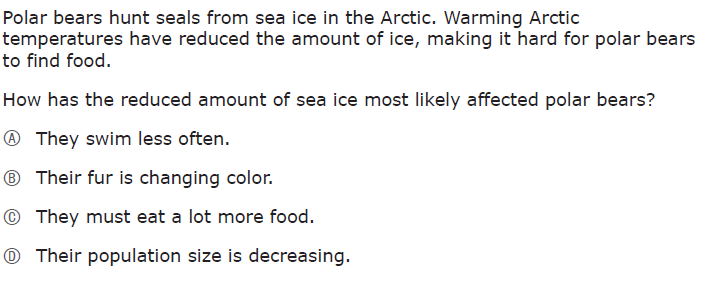 Polar bears hunt seals from sea ice in the Arctic. Warming Arctic
temperatures have reduced the amount of ice, making it hard for polar bears
to find food.
How has the reduced amount of sea ice most likely affected polar bears?
Ⓐ They swim less often.
Ⓑ Their fur is changing color.
Ⓒ They must eat a lot more food.
Ⓓ Their population size is decreasing.